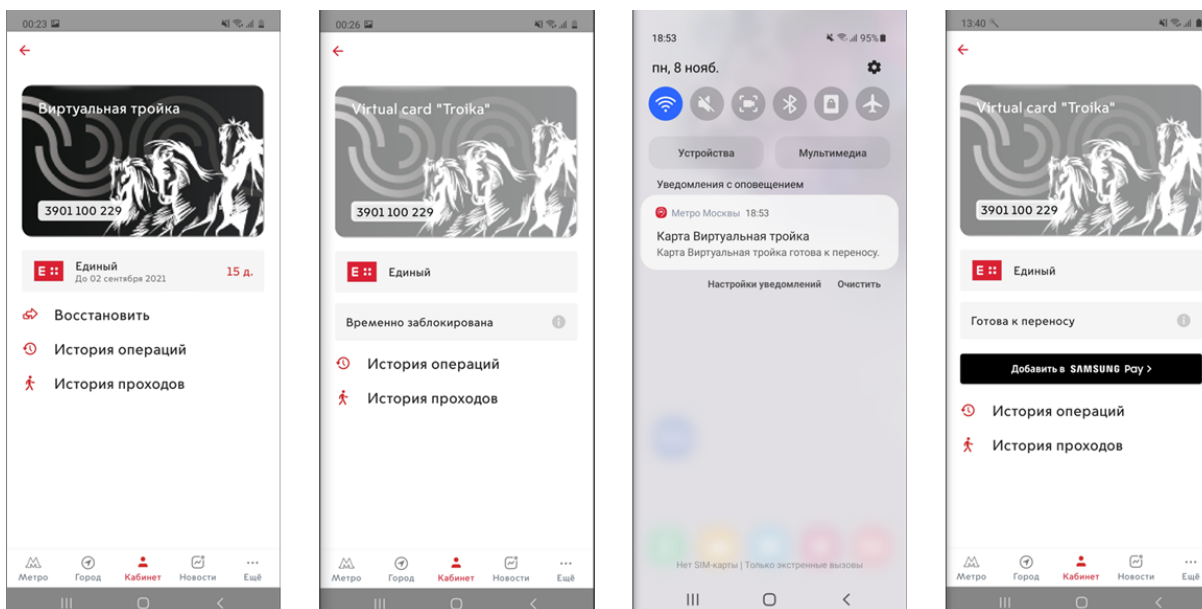 00:23
Виртуальная тройка
3901 100 229
Е
Единый
До 02 сентября 2021
15 д.
Восстановить
История операций
История проходов
Метро
Город
Кабинет
Новости
Ещё
00:26
Virtual card "Troika"
3901 100 229
Е
Единый
Временно заблокирована
История операций
История проходов
Метро
Город
Кабинет
Новости
Ещё
18:53
95%
пн, 8 нояб.
Устройства
Мультимедиа
Уведомления с оповещением
Метро Москвы 18:53
Карта Виртуальная тройка
Карта Виртуальная тройка готова к переносу.
Настройки уведомлений
Очистить
Нет SIM-карты | Только экстренные вызовы
13:40
Virtual card "Troika"
3901 100 229
Е
Единый
Готова к переносу
Добавить в SAMSUNG Pay >
История операций
История проходов
Метро
Город
Кабинет
Новости
Ещё